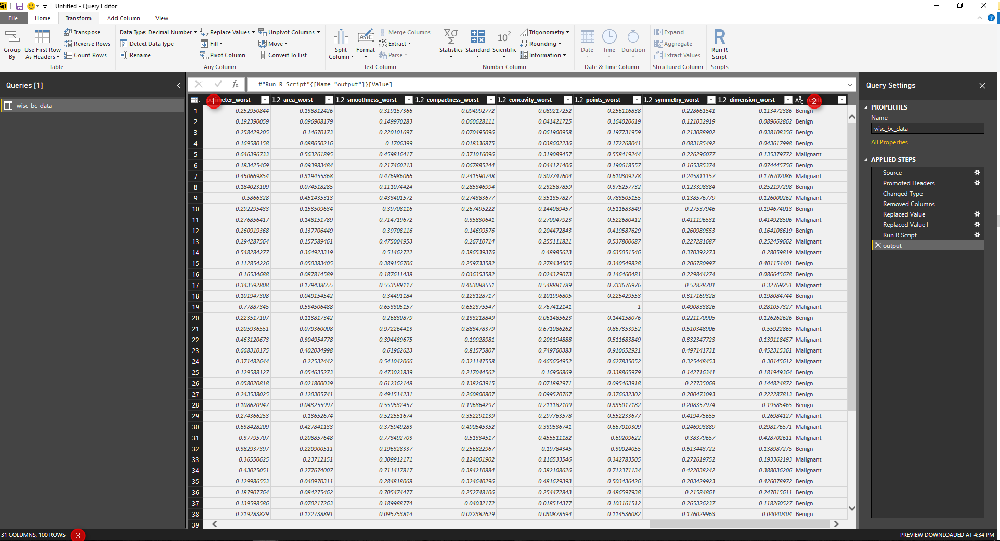 Untitled - Query Editor
File Home Transform Add Column View
Group By
Use First Row As Headers
Transpose
Reverse Rows
Count Rows
Table
Data Type: Decimal Number
Detect Data Type
Rename
Replace Values
Fill
Pivot Column
Unpivot Columns
Move
Convert To List
Any Column
Split Column
Format
Merge Columns
Extract
Parse
Text Column
Statistics
Standard
Scientific
Trigonometry
Rounding
Information
Number Column
Date
Time
Duration
Date & Time Column
Expand
Aggregate
Extract Values
Structured Column
Run R Script
Scripts
Queries [1]
wisc_bc_data
= #"Run R Script"{[Name="output"]}[Value]
1 1.2 area_worst 1.2 smoothness_worst 1.2 compactness_worst 1.2 concavity_worst 1.2 points_worst 1.2 symmetry_worst 1.2 dimension_worst 2
1 0.252950844 0.138812426 0.319157366 0.094992772 0.089217252 0.256116838 0.228661541 0.113472386 Benign
2 0.192390059 0.096908179 0.149970283 0.060628111 0.041421725 0.164020619 0.121032919 0.089662862 Benign
3 0.258429205 0.14670173 0.220101697 0.070495096 0.061900958 0.197731959 0.213088902 0.038108356 Benign
4 0.169580158 0.088650216 0.1706399 0.018336875 0.038602236 0.172268041 0.083185492 0.043617998 Benign
5 0.646396733 0.563261895 0.459816417 0.371016096 0.319089457 0.558419244 0.226296077 0.135379772 Malignant
6 0.183425469 0.093983484 0.217460213 0.067885244 0.044121406 0.190618557 0.165385374 0.074445756 Benign
7 0.450669854 0.319455368 0.476986066 0.241590748 0.307747604 0.610309278 0.245811157 0.176702086 Malignant
8 0.184023109 0.074518285 0.111074424 0.285346994 0.232587859 0.375257732 0.123398384 0.252197298 Benign
9 0.5866328 0.451435313 0.433401572 0.274383677 0.351357827 0.783505155 0.138576779 0.126000262 Malignant
10 0.292295433 0.153509634 0.39708116 0.267495222 0.144089457 0.511683849 0.27537946 0.194674013 Benign
11 0.276856417 0.148151789 0.714719672 0.35830641 0.270047923 0.522680412 0.411196531 0.414928506 Malignant
12 0.260919368 0.137706449 0.39708116 0.14699576 0.204472843 0.419587629 0.260989553 0.164108619 Benign
13 0.294287564 0.157589461 0.475004953 0.26710714 0.255111821 0.537800687 0.227281687 0.252459662 Malignant
14 0.548284277 0.364923319 0.51462722 0.386539376 0.48985623 0.635051546 0.370392273 0.28059819 Malignant
15 0.112854226 0.050383405 0.389156706 0.259733582 0.278434505 0.340549828 0.206780997 0.401154401 Benign
16 0.16534688 0.087814589 0.187611438 0.036353582 0.024329073 0.146460481 0.229844274 0.086645678 Benign
17 0.343592808 0.179438655 0.553589117 0.463088551 0.548881789 0.733676976 0.52828701 0.32769251 Malignant
18 0.101947308 0.049154542 0.34491184 0.123128717 0.101996805 0.225429553 0.317169328 0.198084744 Benign
19 0.77887345 0.534506488 0.653305157 0.652375547 0.767412141 1 0.490833826 0.281057327 Malignant
20 0.223517107 0.113817342 0.26830879 0.133218849 0.061485623 0.144158076 0.221170905 0.126262626 Benign
21 0.205936551 0.079360008 0.972264413 0.883478379 0.671086262 0.867353952 0.510348906 0.55922865 Malignant
22 0.463120673 0.304954778 0.394439675 0.19928981 0.203194888 0.511683849 0.332347723 0.139118457 Malignant
23 0.668310175 0.402034998 0.61962623 0.81575807 0.749760383 0.910652921 0.497141731 0.452315361 Malignant
24 0.371482644 0.22532442 0.541042066 0.321147558 0.465654952 0.627835052 0.325448453 0.30145612 Malignant
25 0.129588127 0.054635273 0.473023839 0.217044562 0.16956869 0.338865979 0.142716341 0.181949364 Benign
26 0.058020818 0.021800039 0.612362148 0.138263915 0.071892971 0.095463918 0.27735068 0.144824872 Benign
27 0.243538025 0.120305741 0.491514231 0.260800807 0.099520767 0.376632302 0.200473093 0.222287813 Benign
28 0.108620947 0.043255997 0.559532457 0.196864297 0.211182109 0.335017182 0.208357974 0.19585465 Benign
29 0.274366253 0.13652674 0.522551674 0.352291139 0.297763578 0.552233677 0.419475655 0.26984127 Malignant
30 0.638428209 0.427841133 0.375949283 0.490545352 0.339536741 0.667010309 0.246993889 0.298176571 Malignant
31 0.37795707 0.208857648 0.773492703 0.51334517 0.455511182 0.69209622 0.38379657 0.428702611 Malignant
32 0.382937397 0.220900511 0.196328337 0.256822967 0.19784345 0.30024055 0.613443722 0.138987275 Benign
33 0.36550625 0.23712151 0.309912171 0.124001902 0.116533546 0.342783505 0.272619752 0.193362193 Malignant
34 0.43025051 0.277674007 0.711417817 0.384210884 0.382108626 0.712371134 0.422038242 0.388036206 Malignant
35 0.129986553 0.040970311 0.284818068 0.324640296 0.481629393 0.503436426 0.203429923 0.426078972 Benign
36 0.187907764 0.084275462 0.705474477 0.252748106 0.254472843 0.486597938 0.21584861 0.247015611 Benign
37 0.139598586 0.070217263 0.189988774 0.04032172 0.018514377 0.103161512 0.265326237 0.118260527 Benign
38 0.219283829 0.122738891 0.095753814 0.022382629 0.030878594 0.114536082 0.176029963 0.04040404 Benign
39
Query Settings
PROPERTIES
Name
wisc_bc_data
All Properties
APPLIED STEPS
Source
Promoted Headers
Changed Type
Removed Columns
Replaced Value
Replaced Value1
Run R Script
output
31 COLUMNS, 100 ROWS 3
PREVIEW DOWNLOADED AT 4:34 PM